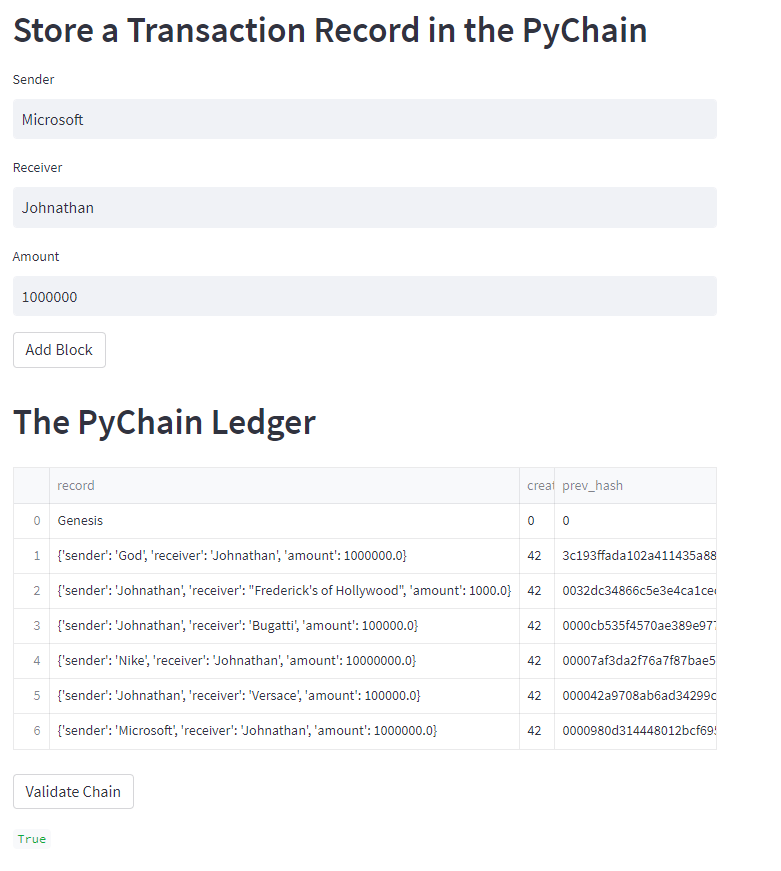 Store a Transaction Record in the PyChain
Sender
Microsoft
Receiver
Johnathan
Amount
1000000
Add Block
The PyChain Ledger
record creat prev_hash
0 Genesis 0 0
1 {'sender': 'God', 'receiver': 'Johnathan', 'amount': 1000000.0} 42 3c193ffada102a411435a88
2 {'sender': 'Johnathan', 'receiver': "Frederick's of Hollywood", 'amount': 1000.0} 42 0032dc34866c5e3e4ca1ce
3 {'sender': 'Johnathan', 'receiver': 'Bugatti', 'amount': 100000.0} 42 0000cb535f4570ae389e977
4 {'sender': 'Nike', 'receiver': 'Johnathan', 'amount': 10000000.0} 42 00007af3da2f76a7f87bae5
5 {'sender': 'Johnathan', 'receiver': 'Versace', 'amount': 100000.0} 42 000042a9708ab6ad34299c
6 {'sender': 'Microsoft', 'receiver': 'Johnathan', 'amount': 1000000.0} 42 0000980d314448012bcf695
Validate Chain
True